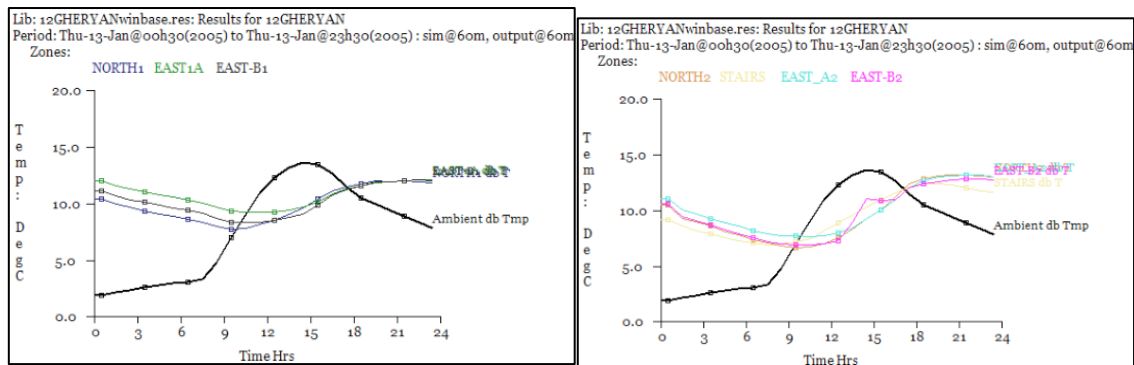 Lib: 12GHERYANwinbase.res: Results for 12GHERYAN
Period: Thu-13-Jan@00h30(2005) to Thu-13-Jan@23h30(2005) : sim@60m, output@60m
Zones:
NORTH1 EAST1A EAST-B1
20.0
15.0
10.0
5.0
0.0
Temp: DegC
Ambient db Tmp
0 3 6 9 12 15 18 21 24
Time Hrs
Lib: 12GHERYANwinbase.res: Results for 12GHERYAN
Period: Thu-13-Jan@00h30(2005) to Thu-13-Jan@23h30(2005) : sim@60m, output@60m
Zones:
NORTH2 STAIRS EAST_A2 EAST-B2
20.0
15.0
10.0
5.0
0.0
Temp: DegC
EAST-B2 db T
STAIRS db T
Ambient db Tmp
0 3 6 9 12 15 18 21 24
Time Hrs